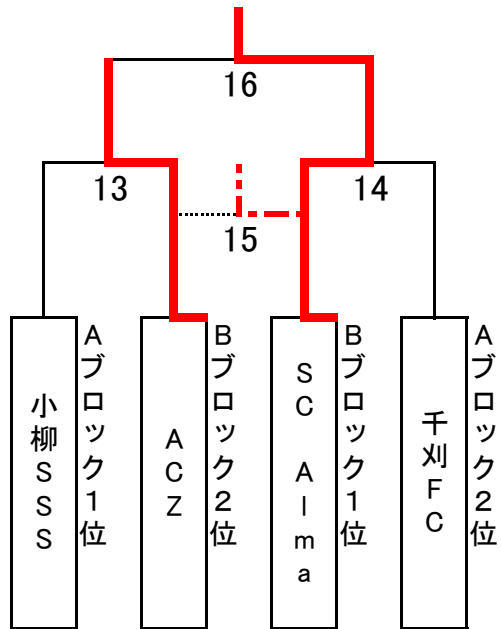 16
13
14
15
小柳SSS
Aブロック1位
ACZ
Bブロック2位
SC Alma
Bブロック1位
千刈FC
Aブロック2位